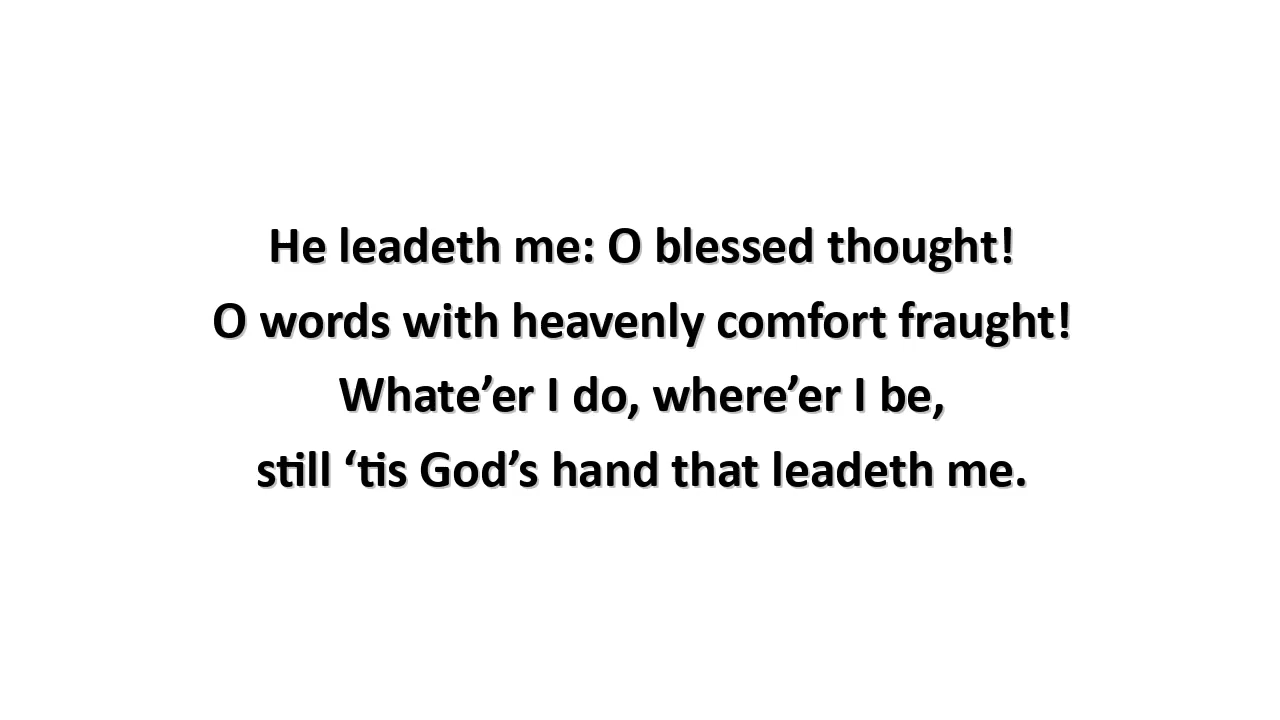 He leadeth me: O blessed thought!
O words with heavenly comfort fraught!
Whate’er I do, where’er I be,
still ‘tis God’s hand that leadeth me.